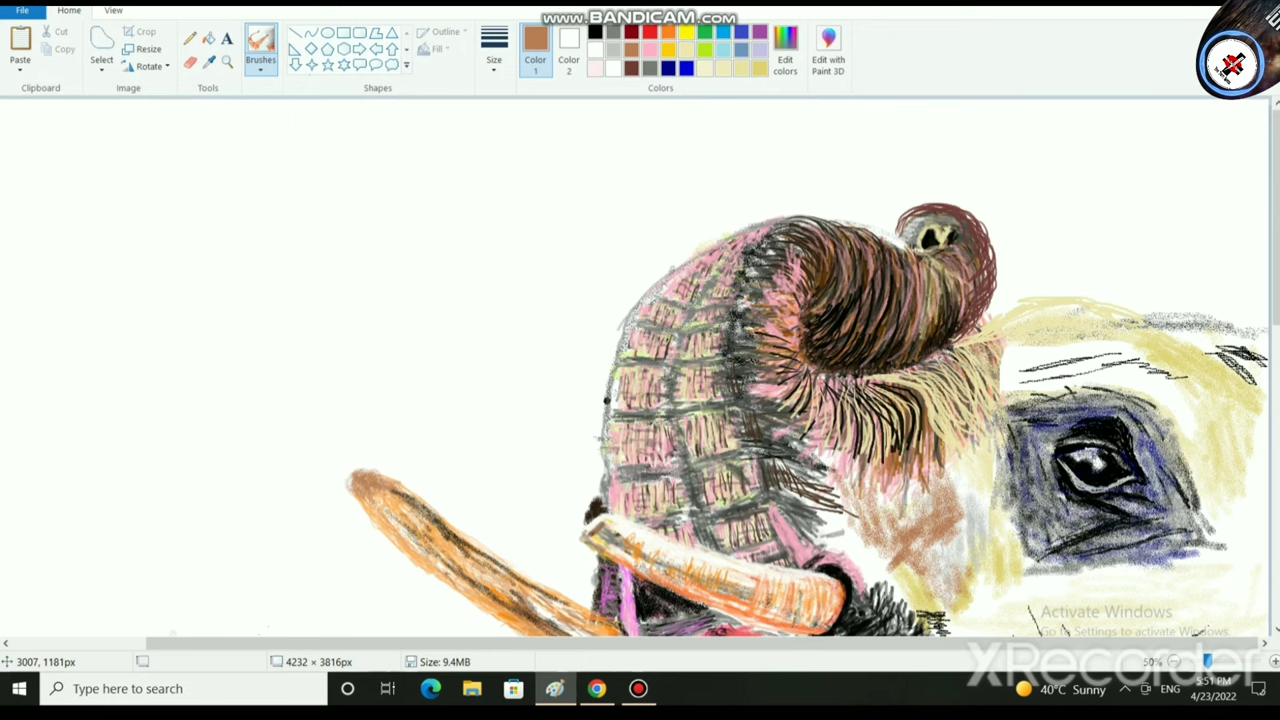 www.BANDICAM.com
File Home View
Paste
Cut
Copy
Clipboard
Select
Crop
Resize
Rotate
Image
Tools
Brushes
Outline
Fill
Shapes
Size
Color 1
Color 2
Edit colors
Colors
Edit with Paint 3D
Activate Windows
Go to Settings to activate Windows.
3007, 1181px
4232 × 3816px
Size: 9.4MB
50%
XRecorder
Type here to search
40°C Sunny
ENG
5:51 PM
4/23/2022